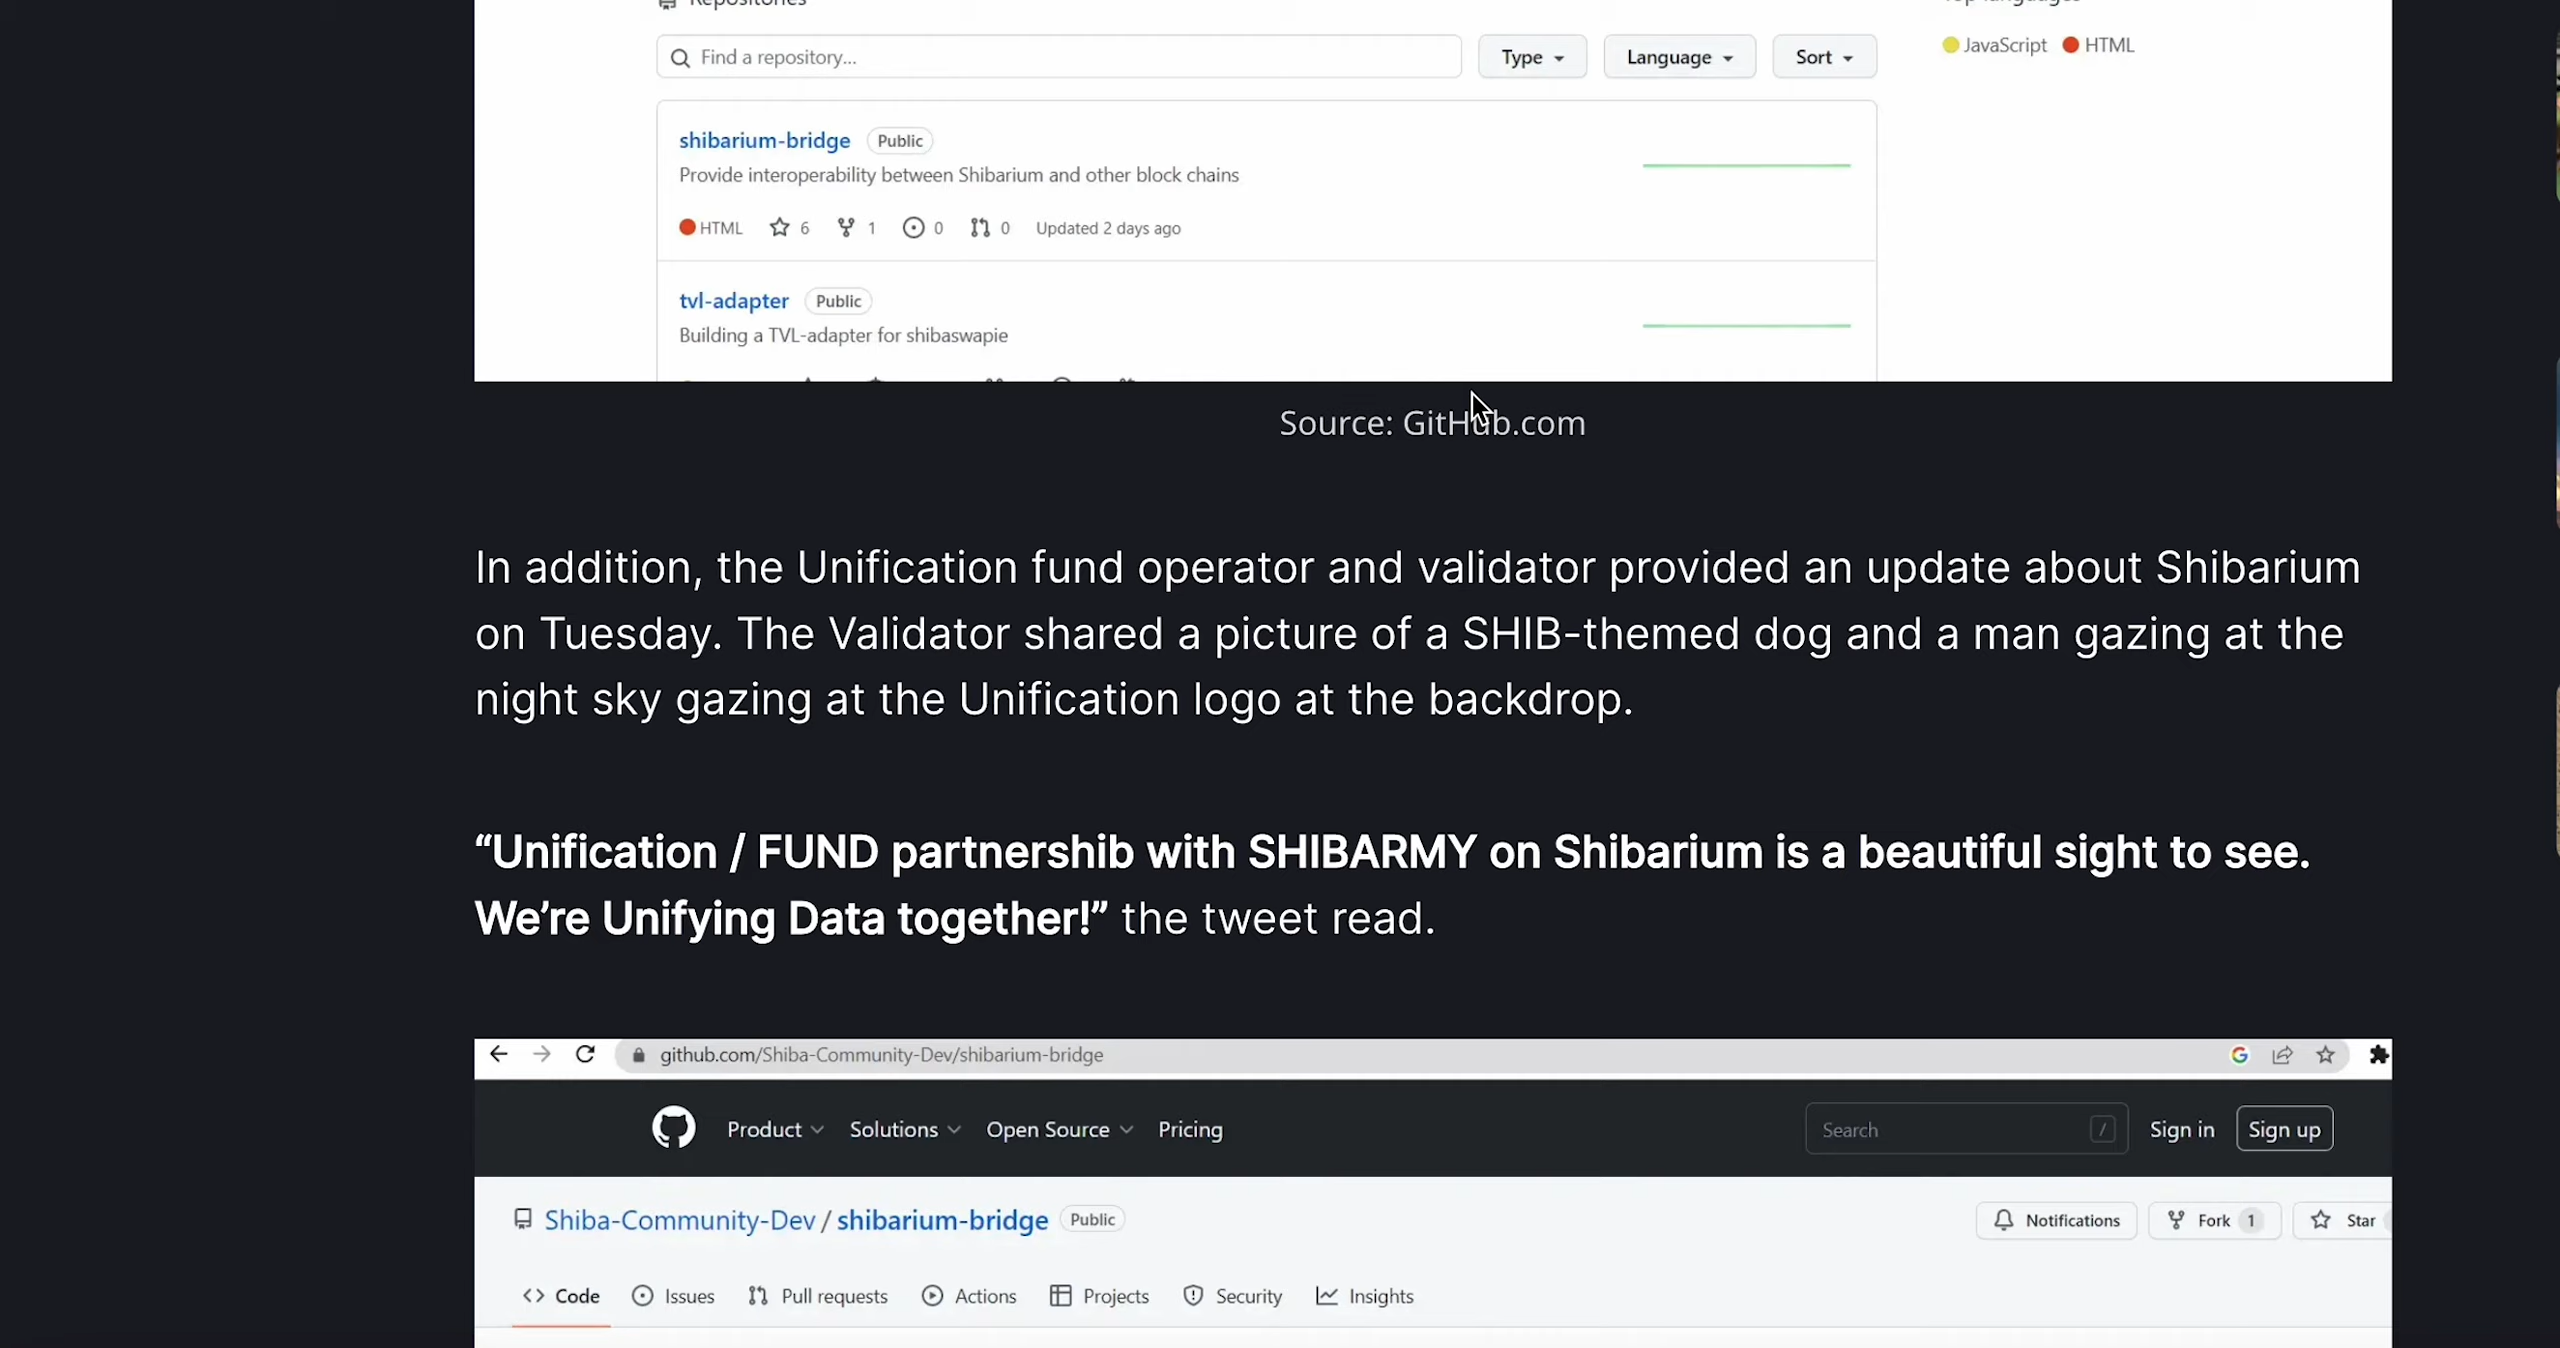 Repositories
Top languages
Find a repository...
Type
Language
Sort
JavaScript HTML
shibarium-bridge Public
Provide interoperability between Shibarium and other block chains
HTML 6 1 0 0 Updated 2 days ago
tvl-adapter Public
Building a TVL-adapter for shibaswapie
Source: GitHub.com
In addition, the Unification fund operator and validator provided an update about Shibarium
on Tuesday. The Validator shared a picture of a SHIB-themed dog and a man gazing at the
night sky gazing at the Unification logo at the backdrop.
“Unification / FUND partnershib with SHIBARMY on Shibarium is a beautiful sight to see.
We’re Unifying Data together!” the tweet read.
github.com/Shiba-Community-Dev/shibarium-bridge
Product Solutions Open Source Pricing
Search /
Sign in
Sign up
Shiba-Community-Dev / shibarium-bridge Public
Notifications
Fork 1
Star
Code Issues Pull requests Actions Projects Security Insights